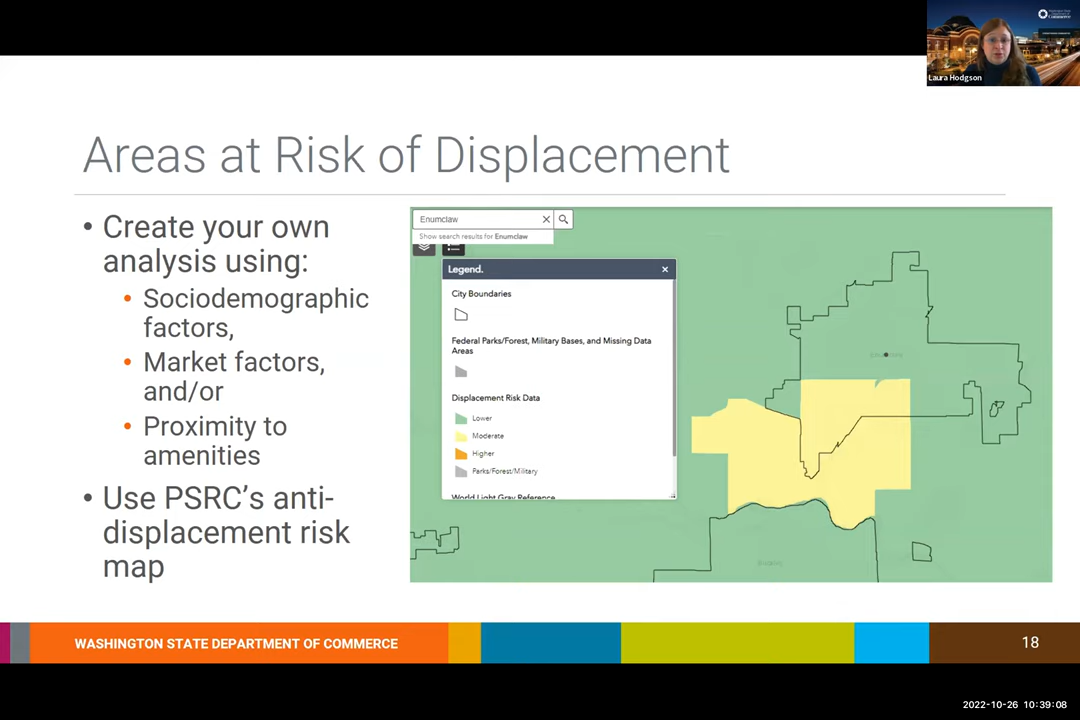 Laura Hodgson
Areas at Risk of Displacement
• Create your own
analysis using:
• Sociodemographic
factors,
• Market factors,
and/or
• Proximity to
amenities
• Use PSRC's anti-
displacement risk
map
Enumclaw
Show search results for Enumclaw
Legend.
City Boundaries
Federal Parks/Forest, Military Bases, and Missing Data
Areas
Displacement Risk Data
Lower
Moderate
Higher
Parks/Forest/Military
World Light Gray Reference
WASHINGTON STATE DEPARTMENT OF COMMERCE
18
2022-10-26 10:39:08